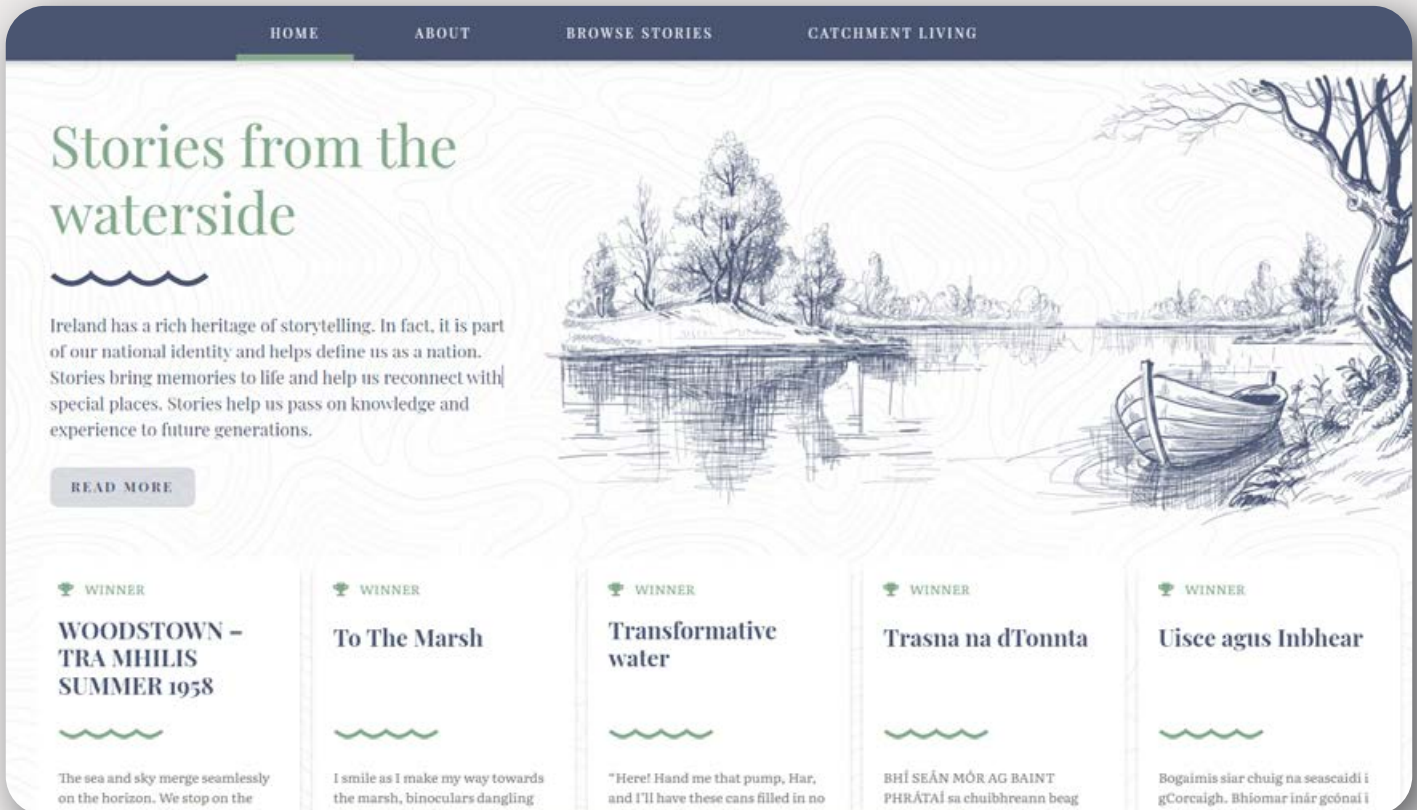 HOME
ABOUT
BROWSE STORIES
CATCHMENT LIVING
Stories from the
waterside
Ireland has a rich heritage of storytelling. In fact, it is part
of our national identity and helps define us as a nation.
Stories bring memories to life and help us reconnect with
special places. Stories help us pass on knowledge and
experience to future generations.
READ MORE
WINNER
WOODSTOWN –
TRA MHILIS
SUMMER 1958
The sea and sky merge seamlessly
on the horizon. We stop on the
WINNER
To The Marsh
I smile as I make my way towards
the marsh, binoculars dangling
WINNER
Transformative
water
"Here! Hand me that pump, Har,
and I'll have these cans filled in no
WINNER
Trasna na dTonnta
BHÍ SEÁN MÓR AG BAINT
PHRÁTAÍ sa chuibhreann beag
WINNER
Uisce agus Inbhear
Bogaimis siar chuig na seascaidí i
gCorcaigh. Bhíomar inár gcónaí i